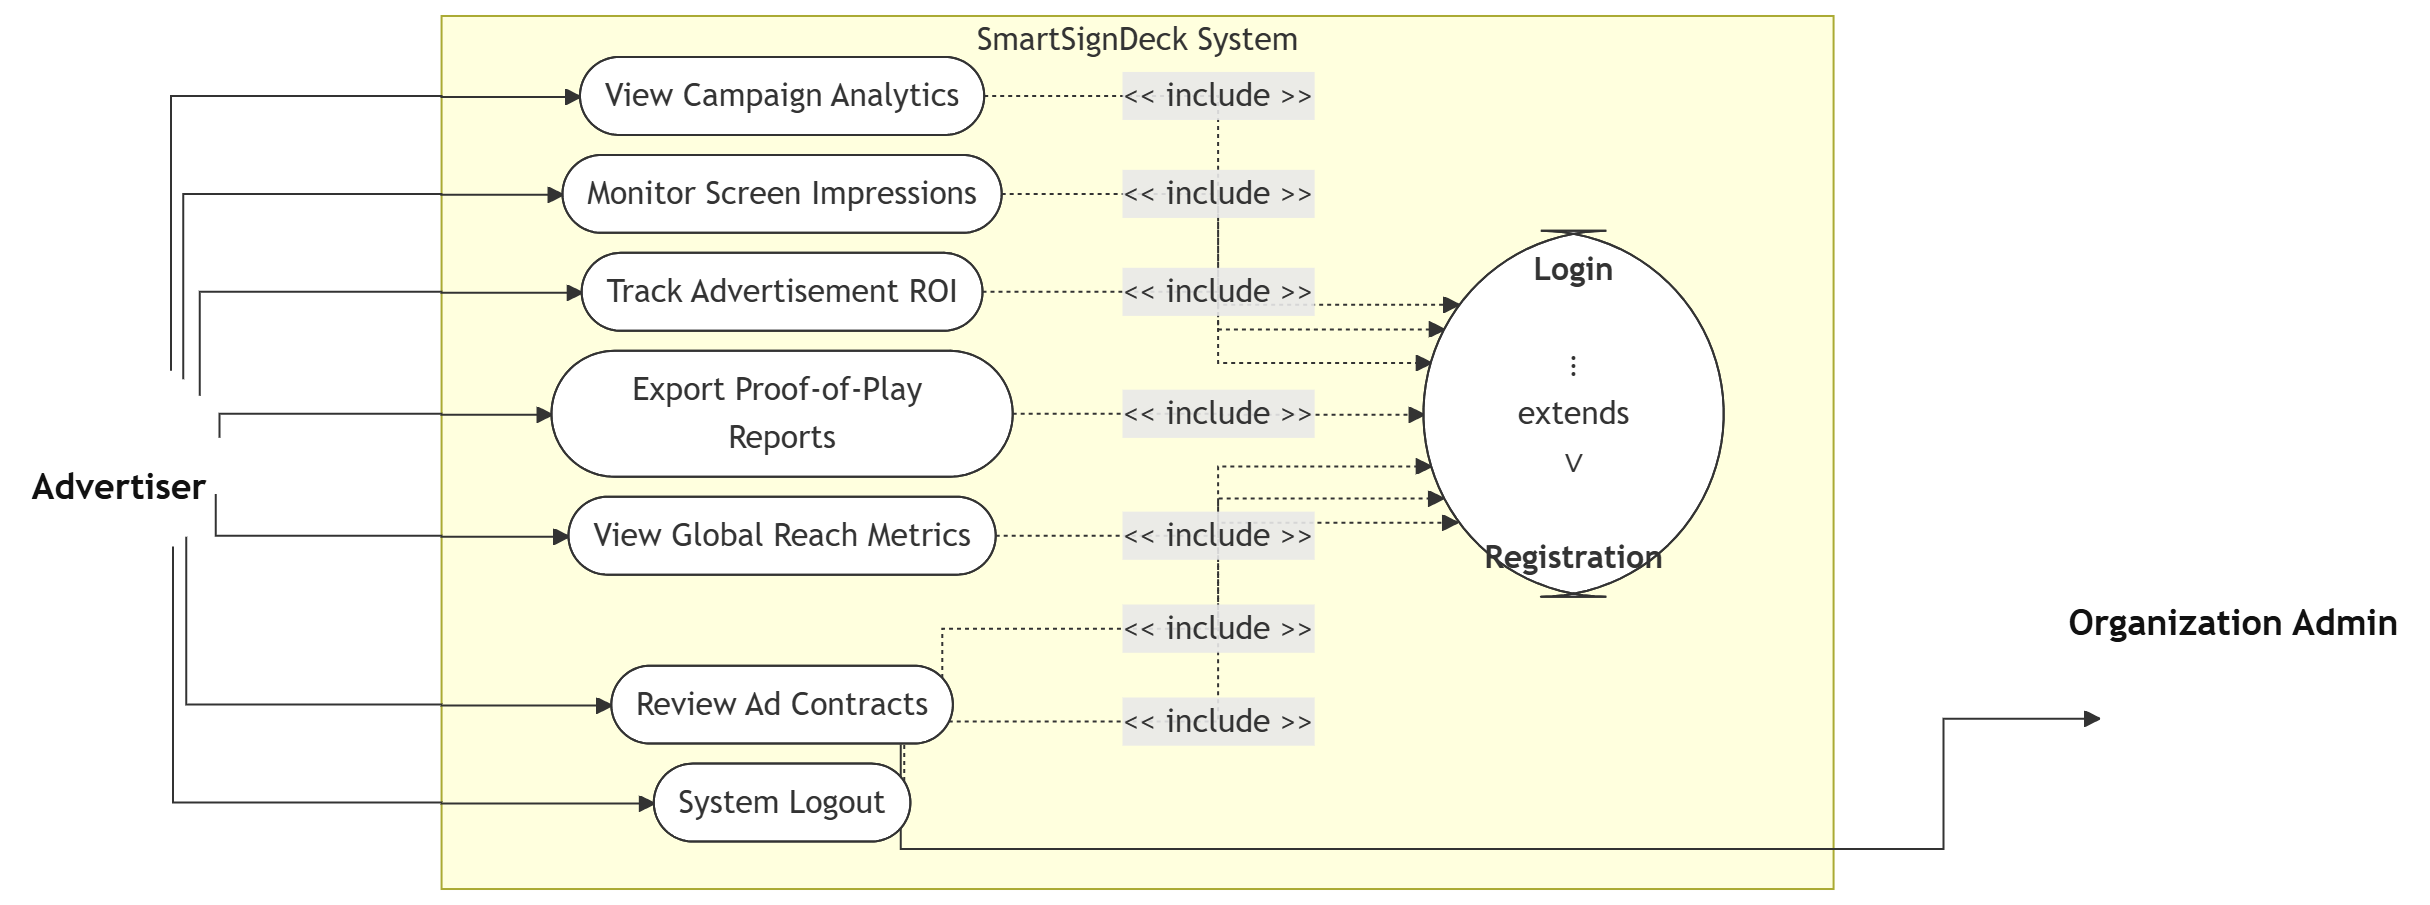 SmartSignDeck System
View Campaign Analytics
<< include >>
Monitor Screen Impressions
<< include >>
Track Advertisement ROI
<< include >>
Export Proof-of-Play
Reports
<< include >>
View Global Reach Metrics
<< include >>
<< include >>
Review Ad Contracts
<< include >>
System Logout
Login
⋮
extends
V
Registration
Advertiser
Organization Admin